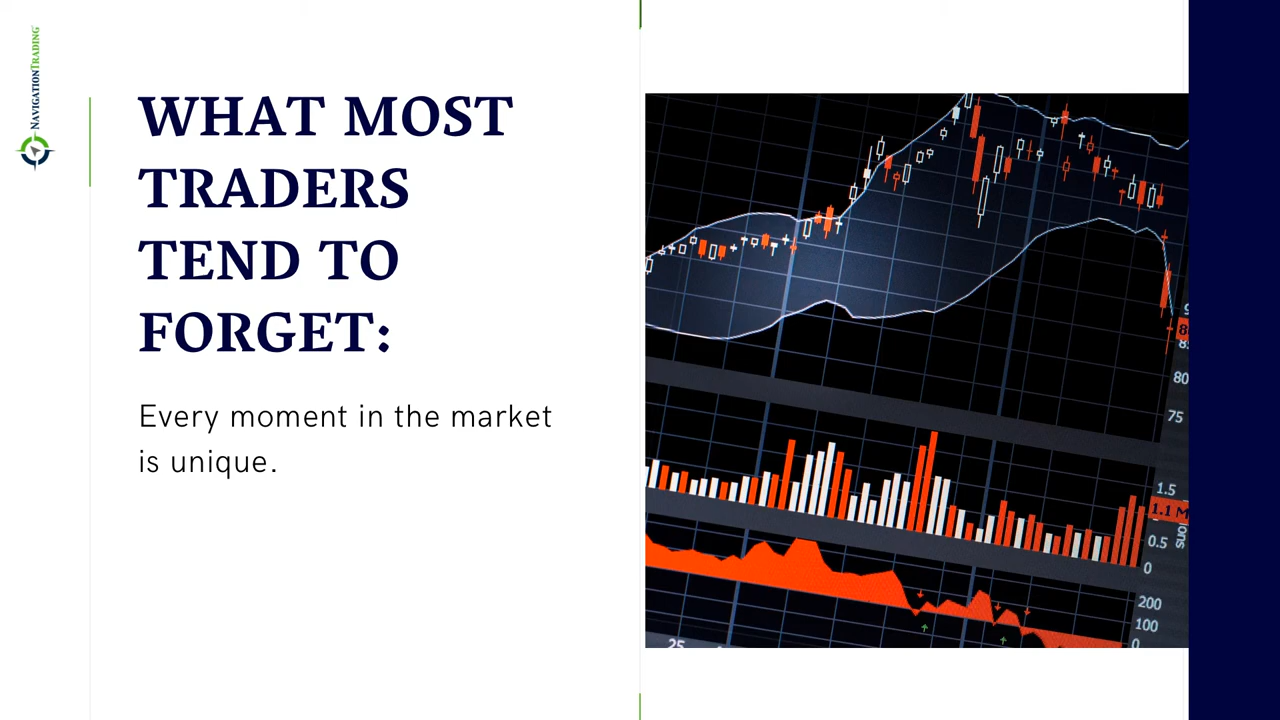 NAVIGATIONTRADING
WHAT MOST
TRADERS
TEND TO
FORGET:
Every moment in the market
is unique.
80
75
1.5
1.1 M
0.5
0
200
100
0
25